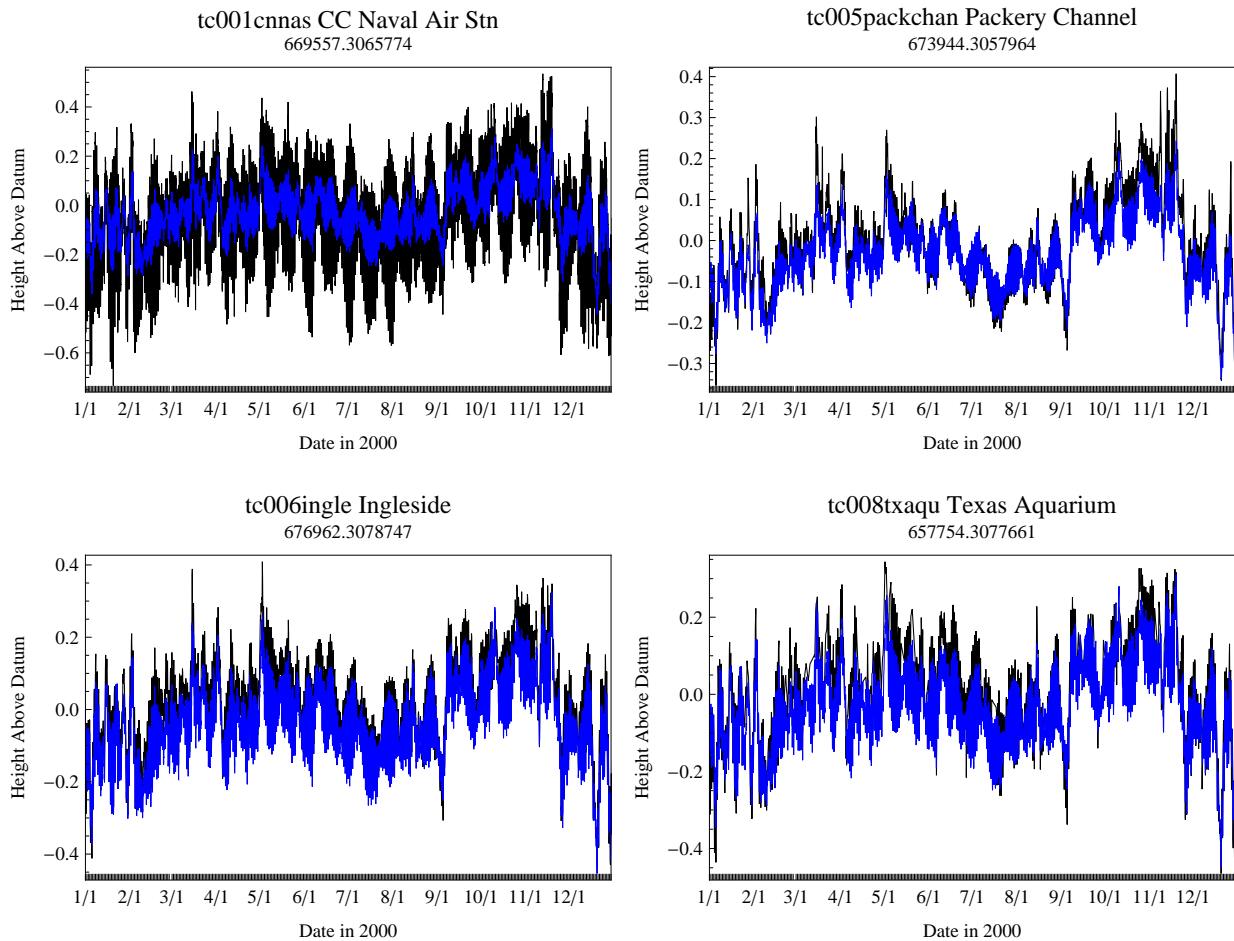 tc001cnnas CC Naval Air Stn
669557.3065774
Height Above Datum
0.4
0.2
0.0
−0.2
−0.4
−0.6
1/1 2/1 3/1 4/1 5/1 6/1 7/1 8/1 9/1 10/1 11/1 12/1
Date in 2000
tc005packchan Packery Channel
673944.3057964
Height Above Datum
0.4
0.3
0.2
0.1
0.0
−0.1
−0.2
−0.3
1/1 2/1 3/1 4/1 5/1 6/1 7/1 8/1 9/1 10/1 11/1 12/1
Date in 2000
tc006ingle Ingleside
676962.3078747
Height Above Datum
0.4
0.2
0.0
−0.2
−0.4
1/1 2/1 3/1 4/1 5/1 6/1 7/1 8/1 9/1 10/1 11/1 12/1
Date in 2000
tc008txaqu Texas Aquarium
657754.3077661
Height Above Datum
0.2
0.0
−0.2
−0.4
1/1 2/1 3/1 4/1 5/1 6/1 7/1 8/1 9/1 10/1 11/1 12/1
Date in 2000